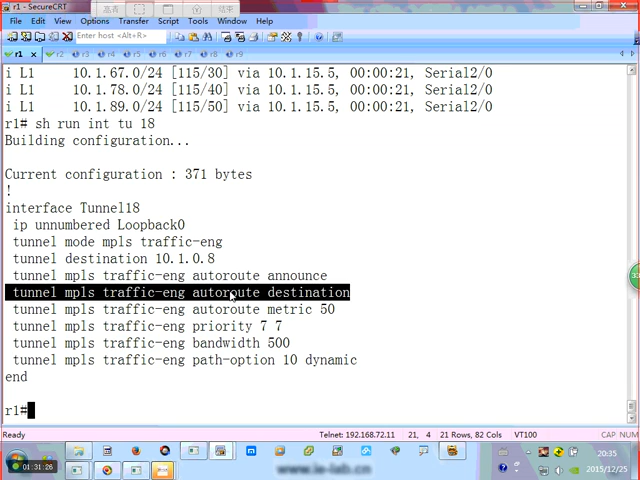 r1 - SecureCRT
高表
结束
File Edit View Options Transfer Script Tools Window Help
Enter host <Alt+R>
r1 × r2 r3 r4 r5 r6 r7 r8 r9
i L1 10.1.67.0/24 [115/30] via 10.1.15.5, 00:00:21, Serial2/0
i L1 10.1.78.0/24 [115/40] via 10.1.15.5, 00:00:21, Serial2/0
i L1 10.1.89.0/24 [115/50] via 10.1.15.5, 00:00:21, Serial2/0
r1# sh run int tu 18
Building configuration...
Current configuration : 371 bytes
!
interface Tunnel18
ip unnumbered Loopback0
tunnel mode mpls traffic-eng
tunnel destination 10.1.0.8
tunnel mpls traffic-eng autoroute announce
tunnel mpls traffic-eng autoroute destination
tunnel mpls traffic-eng autoroute metric 50
tunnel mpls traffic-eng priority 7 7
tunnel mpls traffic-eng bandwidth 500
tunnel mpls traffic-eng path-option 10 dynamic
end
r1#
33
Ready Telnet: 192.168.72.11 21, 4 21 Rows, 82 Cols VT100 CAP NUM
01:31:26
20:35
2015/12/25
www.ie-lab.cn